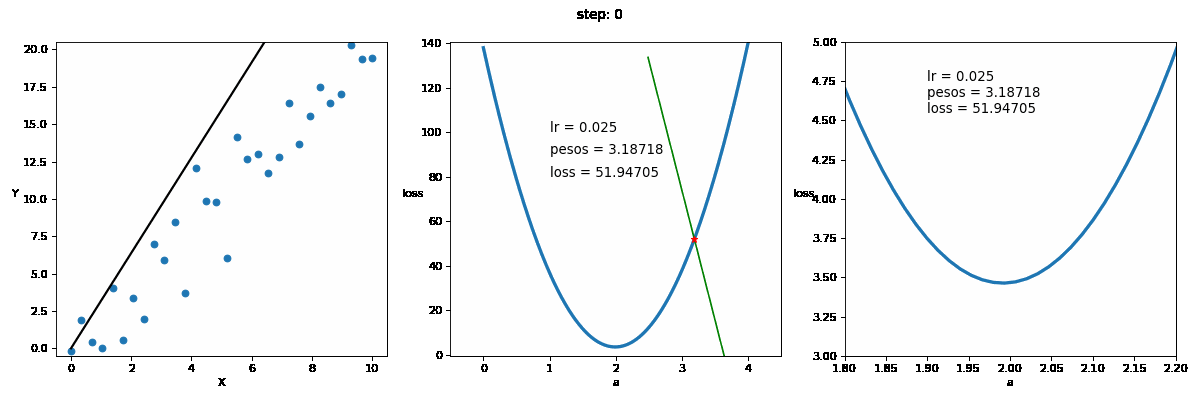 step: 0
20.0
17.5
15.0
12.5
10.0
7.5
5.0
2.5
0.0
Y
0 2 4 6 8 10
X
140
120
100
80
60
40
20
0
loss
lr = 0.025
pesos = 3.18718
loss = 51.94705
0 1 2 3 4
a
5.00
4.75
4.50
4.25
4.00
3.75
3.50
3.25
3.00
loss
lr = 0.025
pesos = 3.18718
loss = 51.94705
1.80 1.85 1.90 1.95 2.00 2.05 2.10 2.15 2.20
a